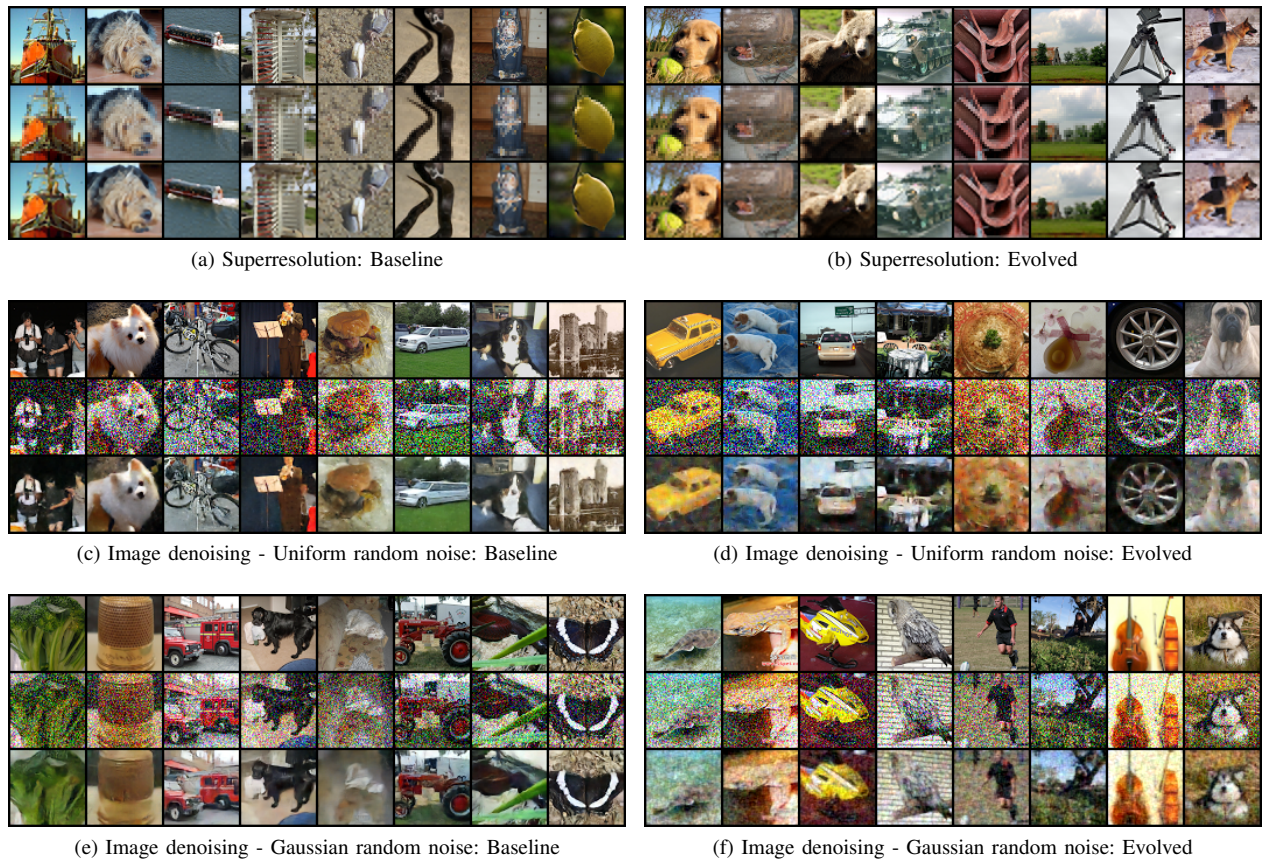 (a) Superresolution: Baseline
(b) Superresolution: Evolved
(c) Image denoising - Uniform random noise: Baseline
(d) Image denoising - Uniform random noise: Evolved
(e) Image denoising - Gaussian random noise: Baseline
(f) Image denoising - Gaussian random noise: Evolved